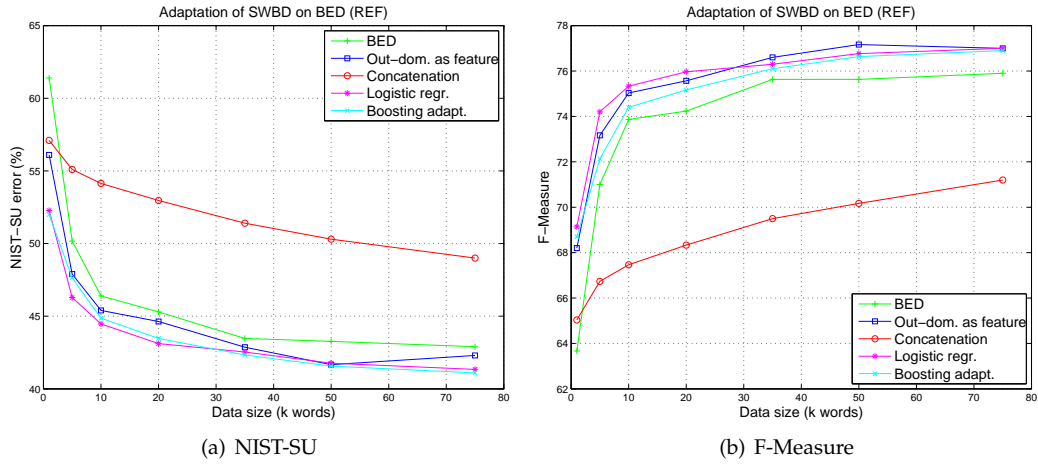 Adaptation of SWBD on BED (REF)
65
60
55
50
45
40
NIST−SU error (%)
0 10 20 30 40 50 60 70 80
Data size (k words)
BED
Out−dom. as feature
Concatenation
Logistic regr.
Boosting adapt.
(a) NIST-SU
Adaptation of SWBD on BED (REF)
78
76
74
72
70
68
66
64
62
F−Measure
0 10 20 30 40 50 60 70 80
Data size (k words)
BED
Out−dom. as feature
Concatenation
Logistic regr.
Boosting adapt.
(b) F-Measure